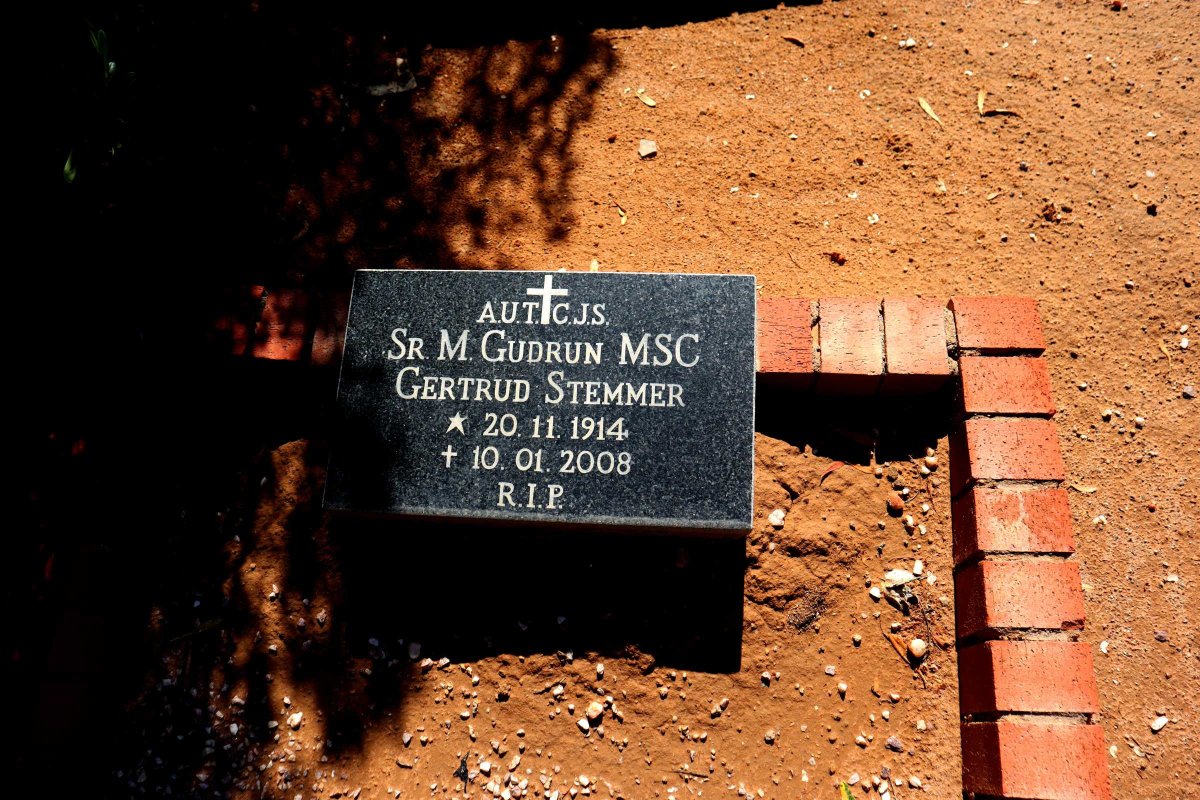 A.U.T. C.J.S.
Sr. M. Gudrun MSC
Gertrud Stemmer
★ 20. 11. 1914
✝ 10. 01. 2008
R.I.P.